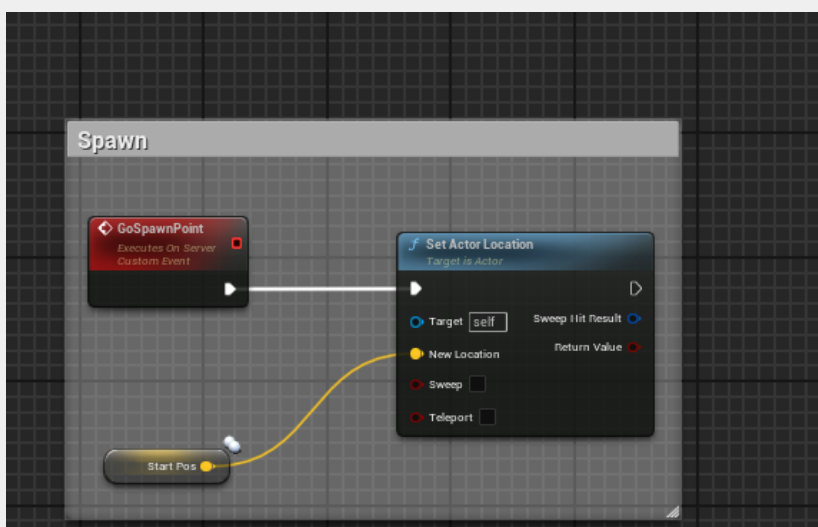 Spawn
GoSpawnPoint
Executes On Server
Custom Event
Set Actor Location
Target is Actor
Target self
Sweep Hit Result
New Location
Return Value
Sweep
Teleport
Start Pos